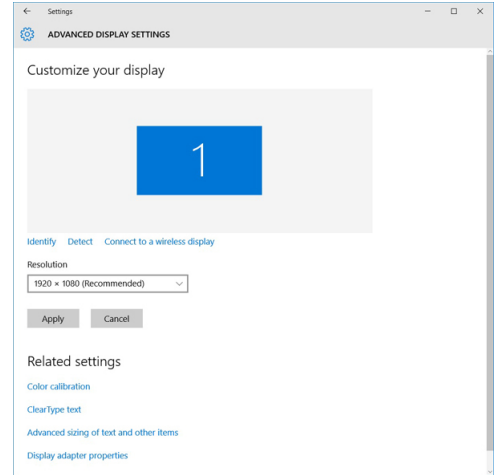 Settings
ADVANCED DISPLAY SETTINGS
Customize your display
1
Identify Detect Connect to a wireless display
Resolution
1920 × 1080 (Recommended)
Apply Cancel
Related settings
Color calibration
ClearType text
Advanced sizing of text and other items
Display adapter properties